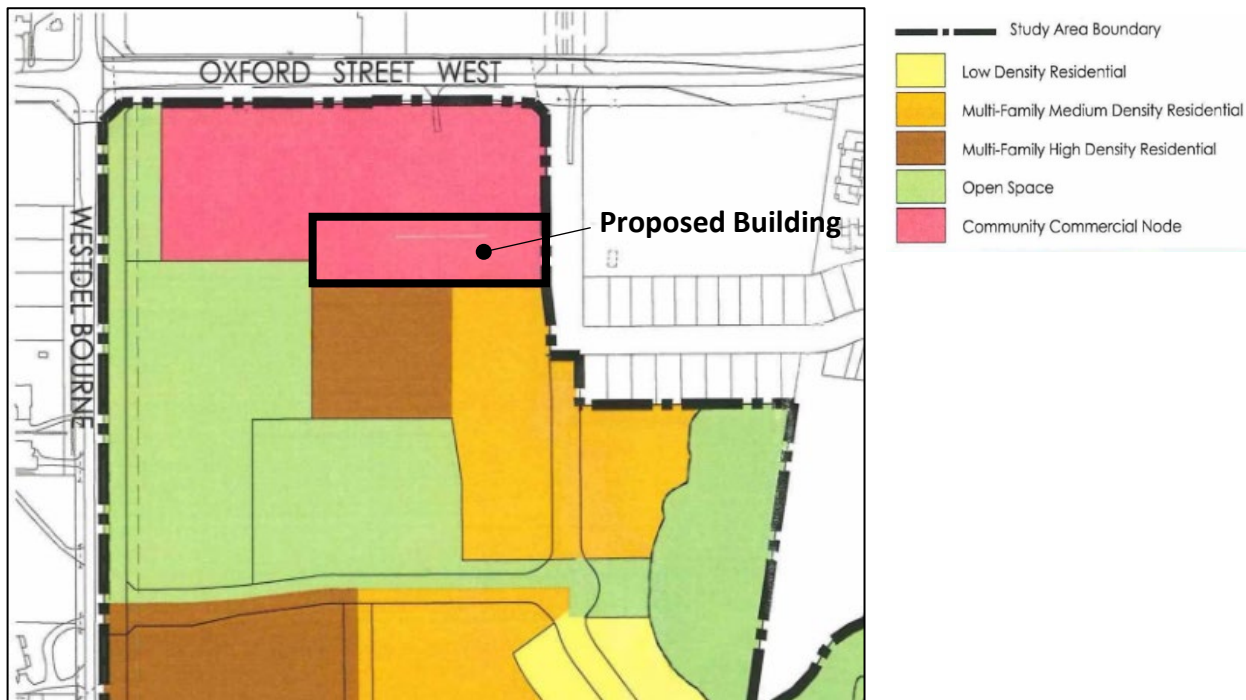 OXFORD STREET WEST
WESTDEL BOURNE
Proposed Building
Study Area Boundary
Low Density Residential
Multi-Family Medium Density Residential
Multi-Family High Density Residential
Open Space
Community Commercial Node